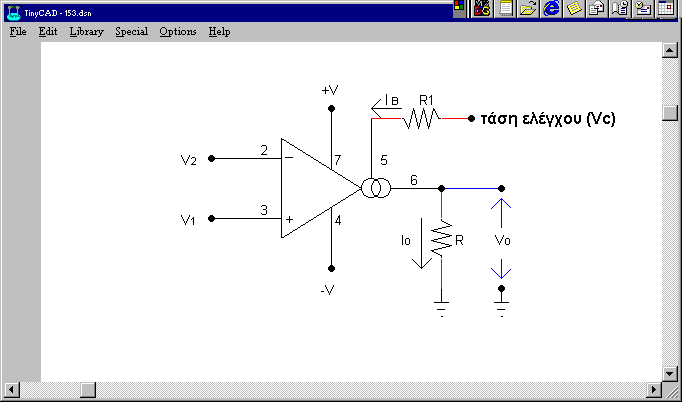 TinyCAD - 153.dsn
File Edit Library Special Options Help
+V
IB R1
τάση ελέγχου (Vc)
2 7 5
V2 −
6
3
V1 + 4
Io R Vo
-V